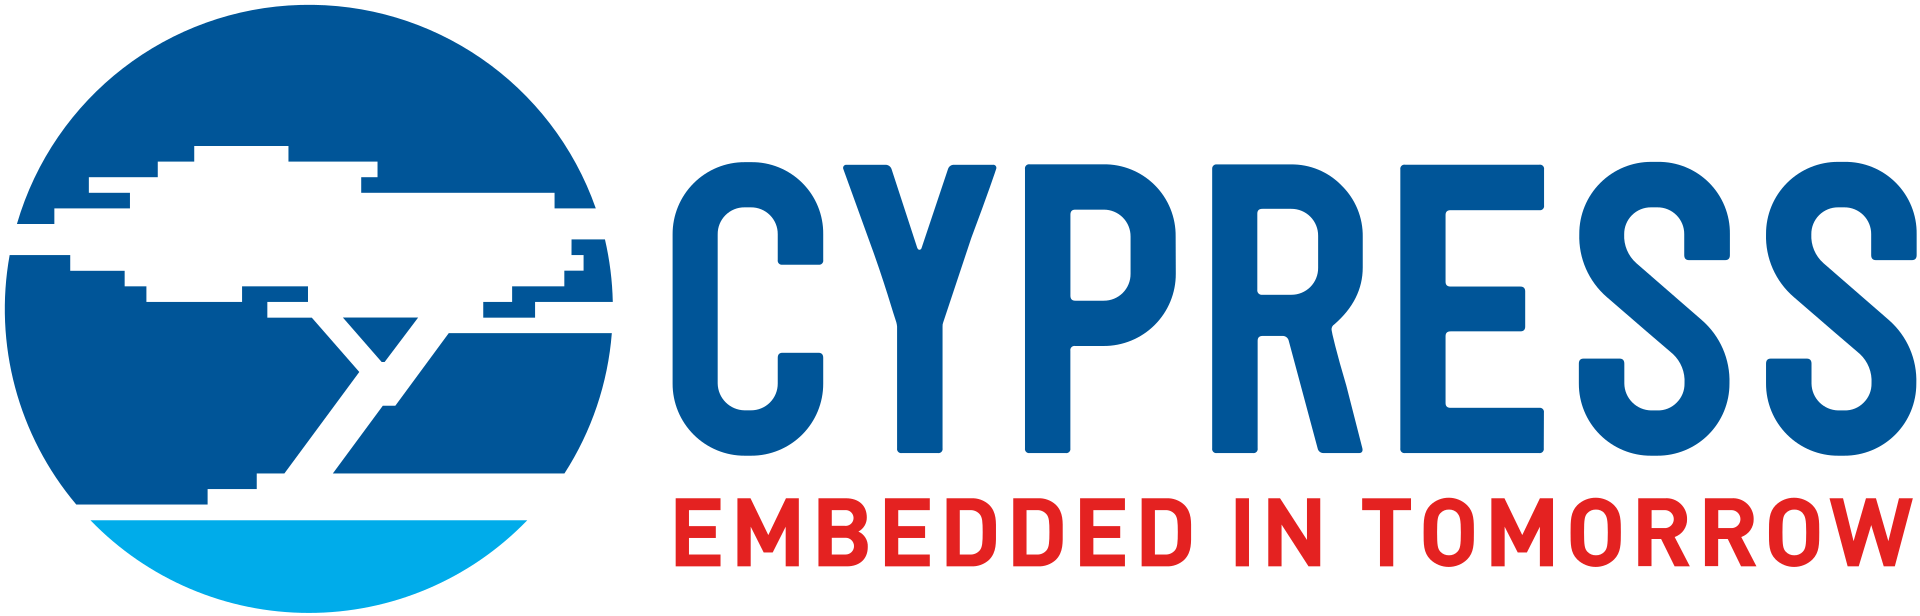 CYPRESS
EMBEDDED IN TOMORROW